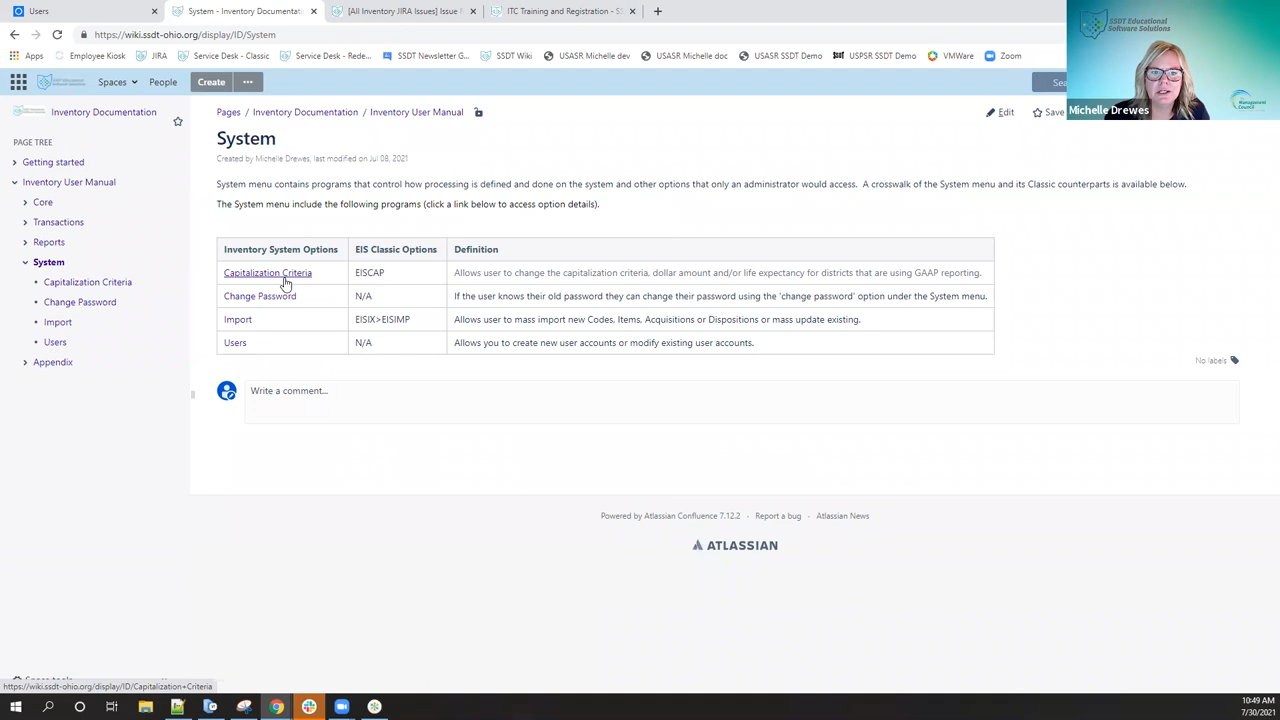 Users
System - Inventory Documentati
[All Inventory JIRA Issues] Issue N
ITC Training and Registration - SS
https://wiki.ssdt-ohio.org/display/ID/System
Apps
Employee Kiosk
JIRA
Service Desk - Classic
Service Desk - Rede...
SSDT Newsletter G...
SSDT Wiki
USASR Michelle dev
USASR Michelle doc
USASR SSDT Demo
USPSR SSDT Demo
VMWare
Zoom
SSDT Educational
Software Solutions
Management
Council
Michelle Drewes
Spaces
People
Create
Sea
Inventory Documentation
PAGE TREE
Getting started
Inventory User Manual
Core
Transactions
Reports
System
Capitalization Criteria
Change Password
Import
Users
Appendix
Pages / Inventory Documentation / Inventory User Manual
Edit
Save
System
Created by Michelle Drewes, last modified on Jul 08, 2021
System menu contains programs that control how processing is defined and done on the system and other options that only an administrator would access. A crosswalk of the System menu and its Classic counterparts is available below.
The System menu include the following programs (click a link below to access option details).
Inventory System Options EIS Classic Options Definition
Capitalization Criteria EISCAP Allows user to change the capitalization criteria, dollar amount and/or life expectancy for districts that are using GAAP reporting.
Change Password N/A If the user knows their old password they can change their password using the 'change password' option under the System menu.
Import EISIX>EISIMP Allows user to mass import new Codes, Items, Acquisitions or Dispositions or mass update existing.
Users N/A Allows you to create new user accounts or modify existing user accounts.
No labels
Write a comment...
Powered by Atlassian Confluence 7.12.2 · Report a bug · Atlassian News
ATLASSIAN
https://wiki.ssdt-ohio.org/display/ID/Capitalization+Criteria
10:49 AM
7/30/2021